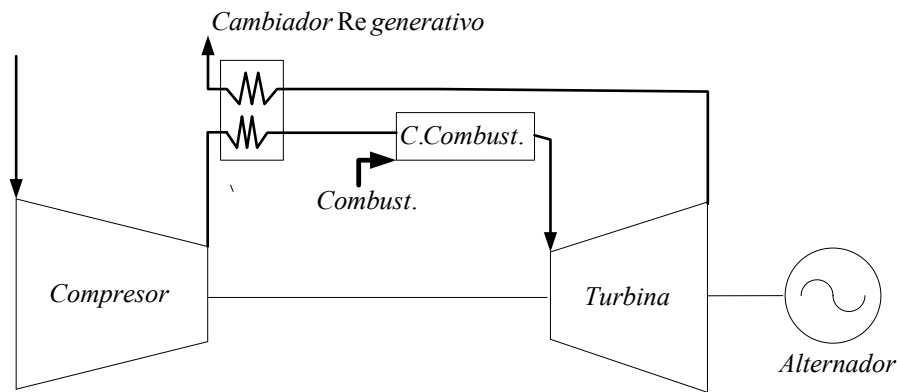 Cambiador Re generativo
C.Combust.
Combust.
Compresor
Turbina
Alternador